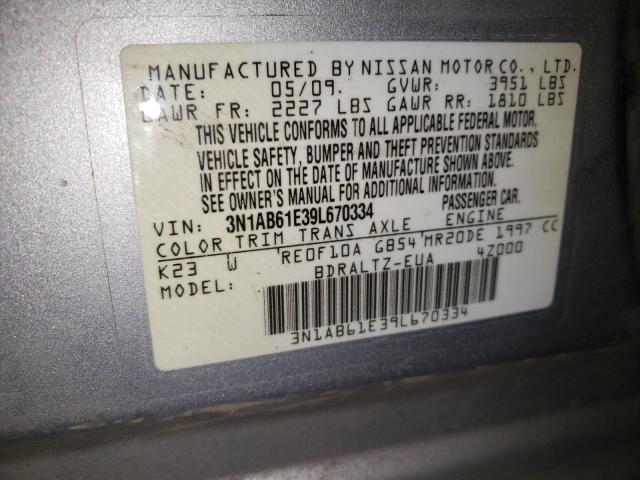 MANUFACTURED BY NISSAN MOTOR CO., LTD.
DATE: 05/09. GVWR: 3951 LBS
GAWR FR: 2227 LBS GAWR RR: 1810 LBS
THIS VEHICLE CONFORMS TO ALL APPLICABLE FEDERAL MOTOR
VEHICLE SAFETY, BUMPER AND THEFT PREVENTION STANDARDS
IN EFFECT ON THE DATE OF MANUFACTURE SHOWN ABOVE.
SEE OWNER'S MANUAL FOR ADDITIONAL INFORMATION
VIN: 3N1AB61E39L670334 PASSENGER CAR.
COLOR TRIM TRANS AXLE ENGINE
K23 W RE0F10A GB54 MR20DE 1997 CC
MODEL: BDRALTZ-EUA 4Z000
3N1AB61E39L670334